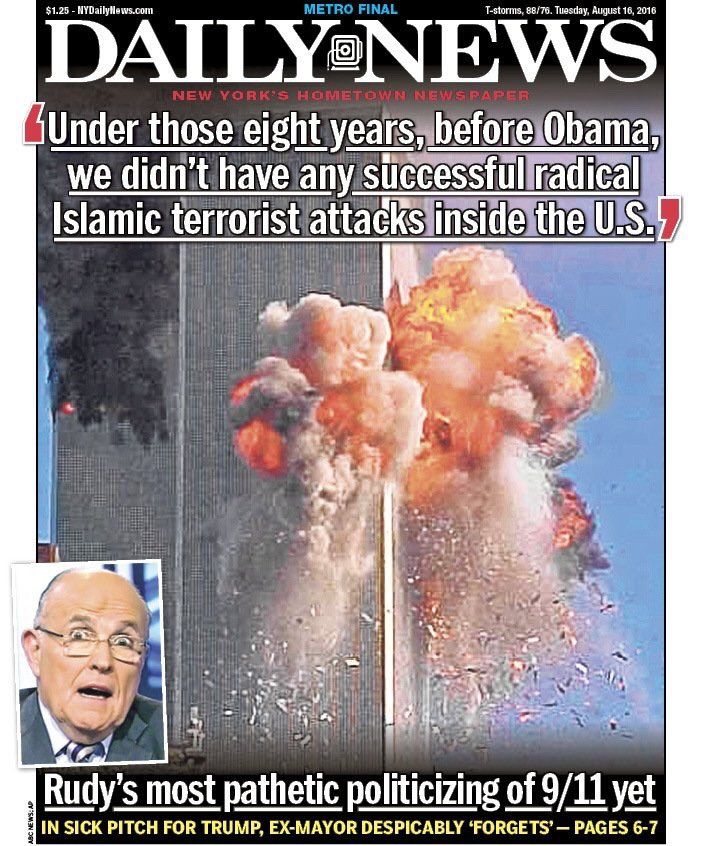 $1.25 - NYDailyNews.com
METRO FINAL
T-storms, 88/76. Tuesday, August 16, 2016
DAILY NEWS
NEW YORK'S HOMETOWN NEWSPAPER
‘Under those eight years, before Obama,
we didn't have any successful radical
Islamic terrorist attacks inside the U.S.’
Rudy's most pathetic politicizing of 9/11 yet
IN SICK PITCH FOR TRUMP, EX-MAYOR DESPICABLY ‘FORGETS’ — PAGES 6-7
ABC NEWS; AP